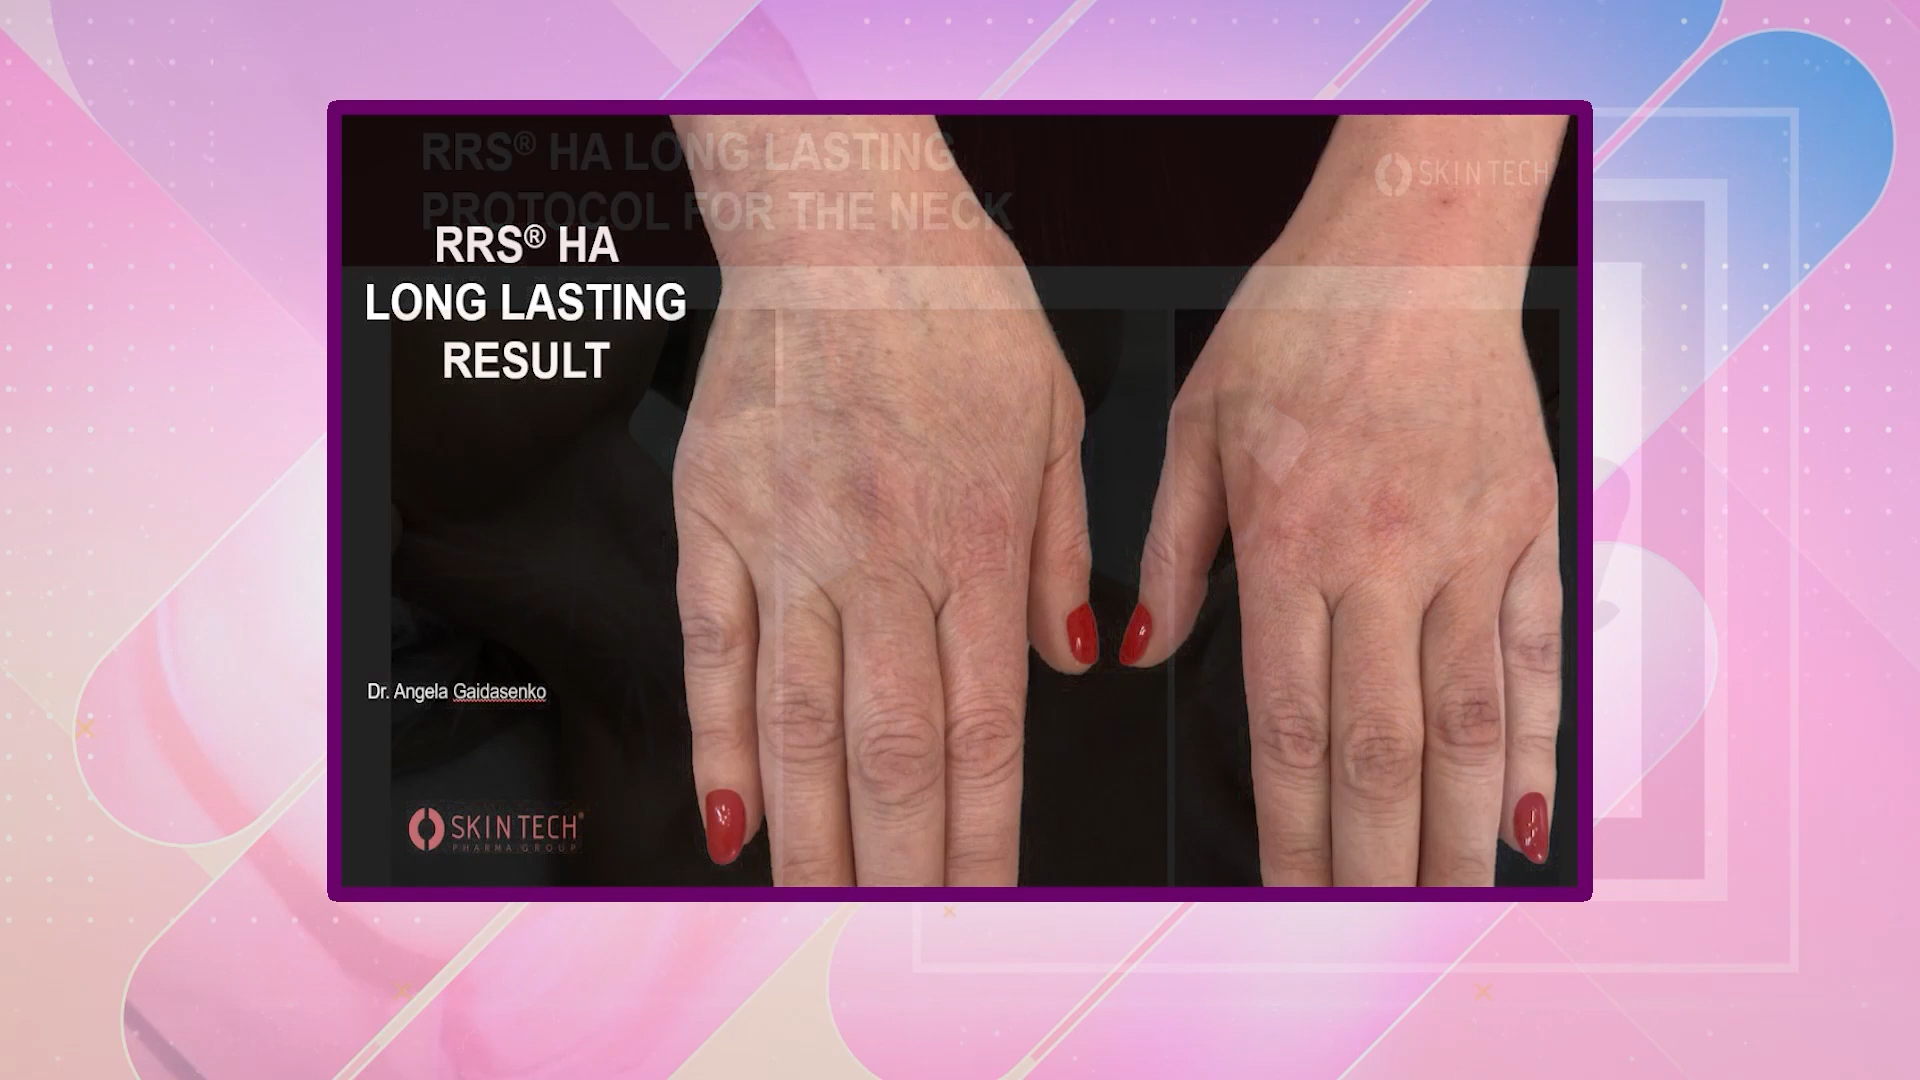 RRS® HA LONG LASTING
PROTOCOL FOR THE NECK
SKIN TECH
RRS® HA
LONG LASTING
RESULT
Dr. Angela Gaidasenko
SKIN TECH®
PHARMA GROUP